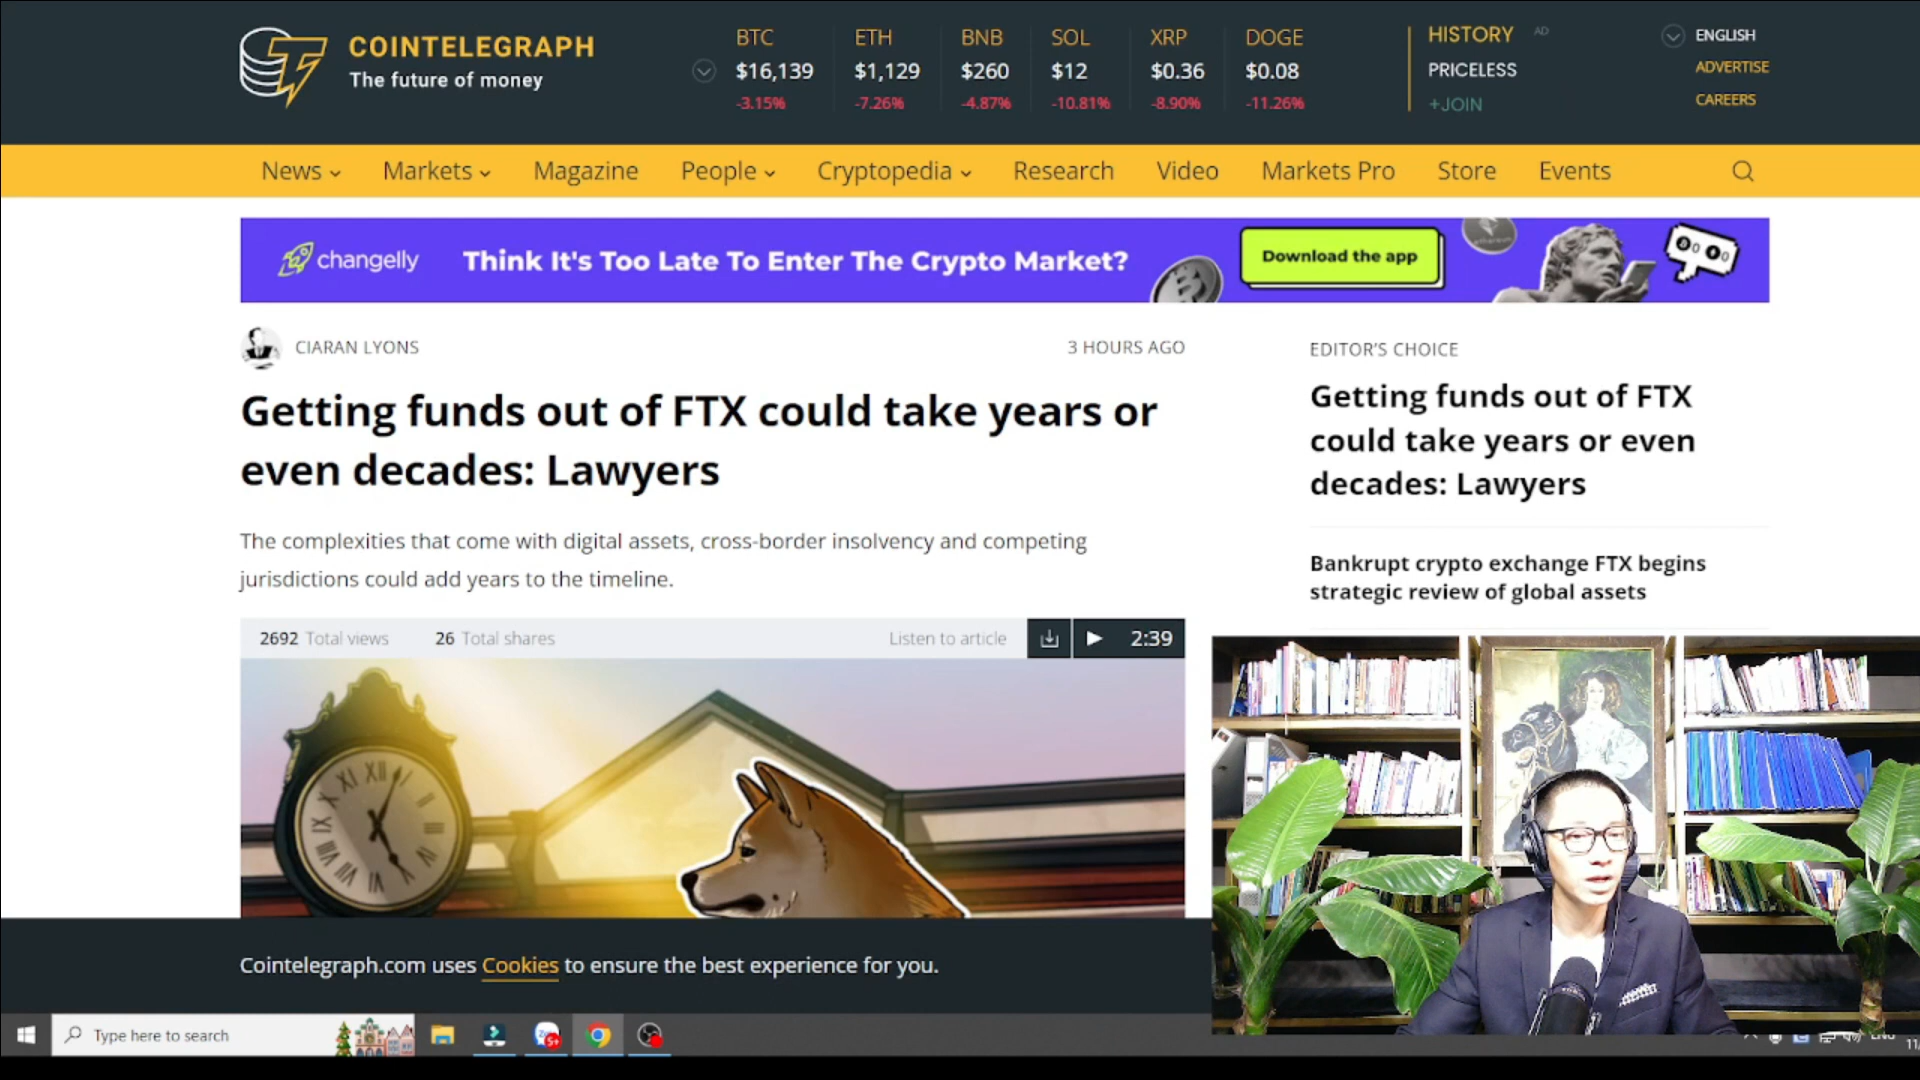 COINTELEGRAPH
The future of money
BTC
$16,139
-3.15%
ETH
$1,129
-7.26%
BNB
$260
-4.87%
SOL
$12
-10.81%
XRP
$0.36
-8.90%
DOGE
$0.08
-11.26%
HISTORY AD
PRICELESS
+JOIN
ENGLISH
ADVERTISE
CAREERS
News Markets Magazine People Cryptopedia Research Video Markets Pro Store Events
changelly Think It's Too Late To Enter The Crypto Market? Download the app
CIARAN LYONS 3 HOURS AGO
Getting funds out of FTX could take years or
even decades: Lawyers
The complexities that come with digital assets, cross-border insolvency and competing
jurisdictions could add years to the timeline.
2692 Total views 26 Total shares Listen to article 2:39
EDITOR'S CHOICE
Getting funds out of FTX
could take years or even
decades: Lawyers
Bankrupt crypto exchange FTX begins
strategic review of global assets
Cointelegraph.com uses Cookies to ensure the best experience for you.
Type here to search